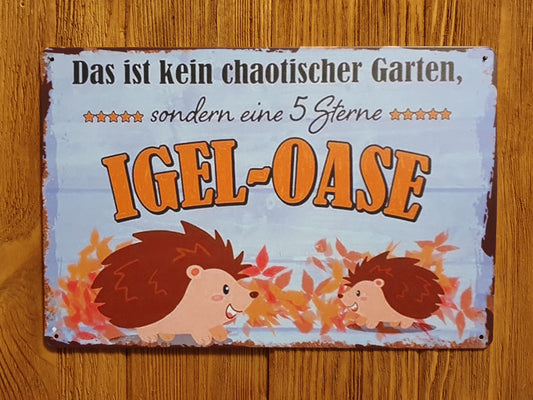 Das ist kein chaotischer Garten,
sondern eine 5 Sterne
IGEL-OASE